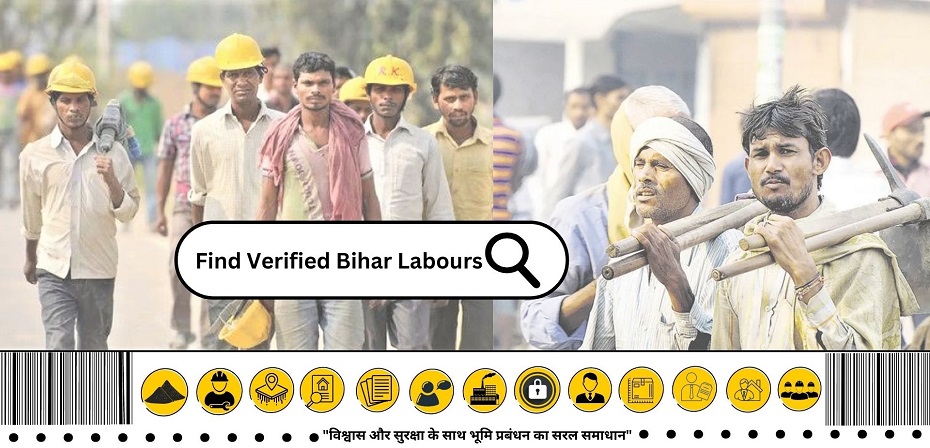 R.K.
Find Verified Bihar Labours
"विश्वास और सुरक्षा के साथ भूमि प्रबंधन का सरल समाधान"